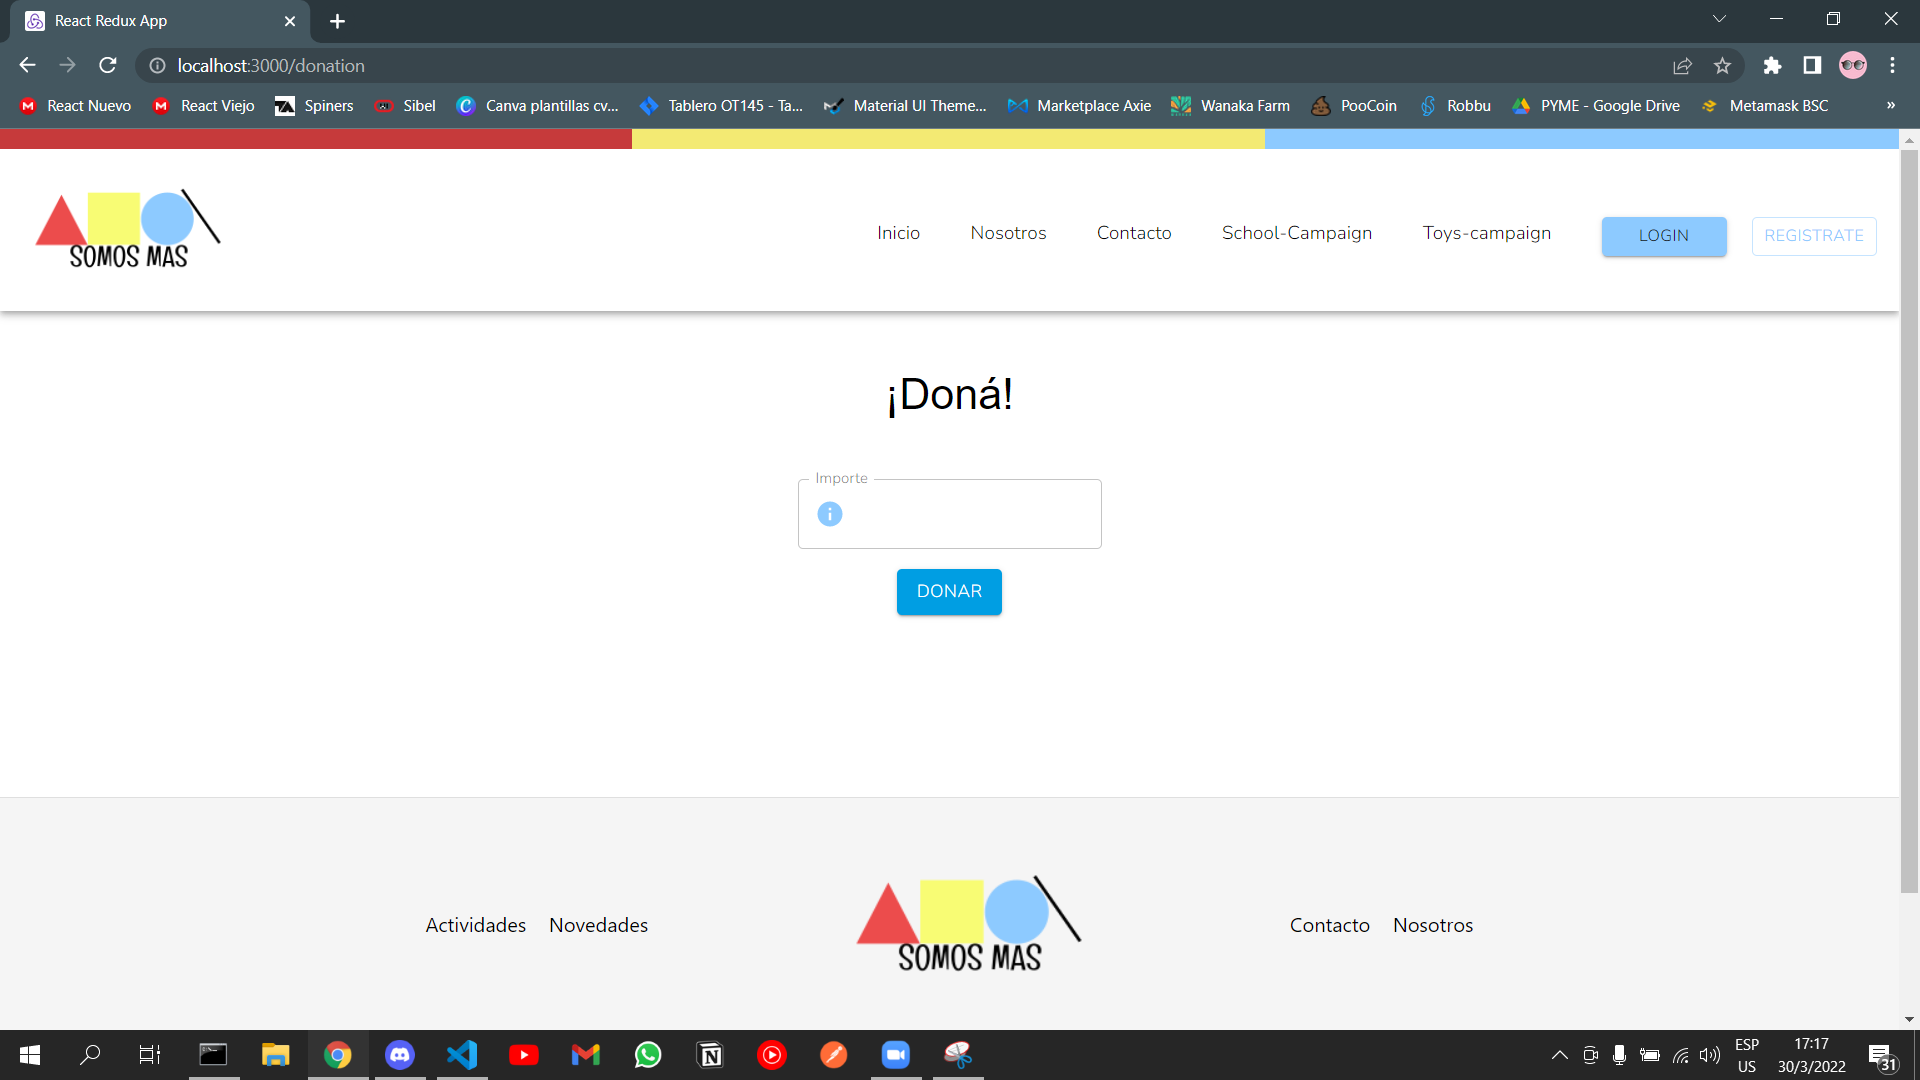 React Redux App
localhost:3000/donation
React Nuevo React Viejo Spiners Sibel Canva plantillas cv... Tablero OT145 - Ta... Material UI Theme... Marketplace Axie Wanaka Farm PooCoin Robbu PYME - Google Drive Metamask BSC »
SOMOS MAS
Inicio Nosotros Contacto School-Campaign Toys-campaign LOGIN REGISTRATE
¡Doná!
Importe
DONAR
Actividades Novedades
SOMOS MAS
Contacto Nosotros
ESP
US
17:17
30/3/2022
31